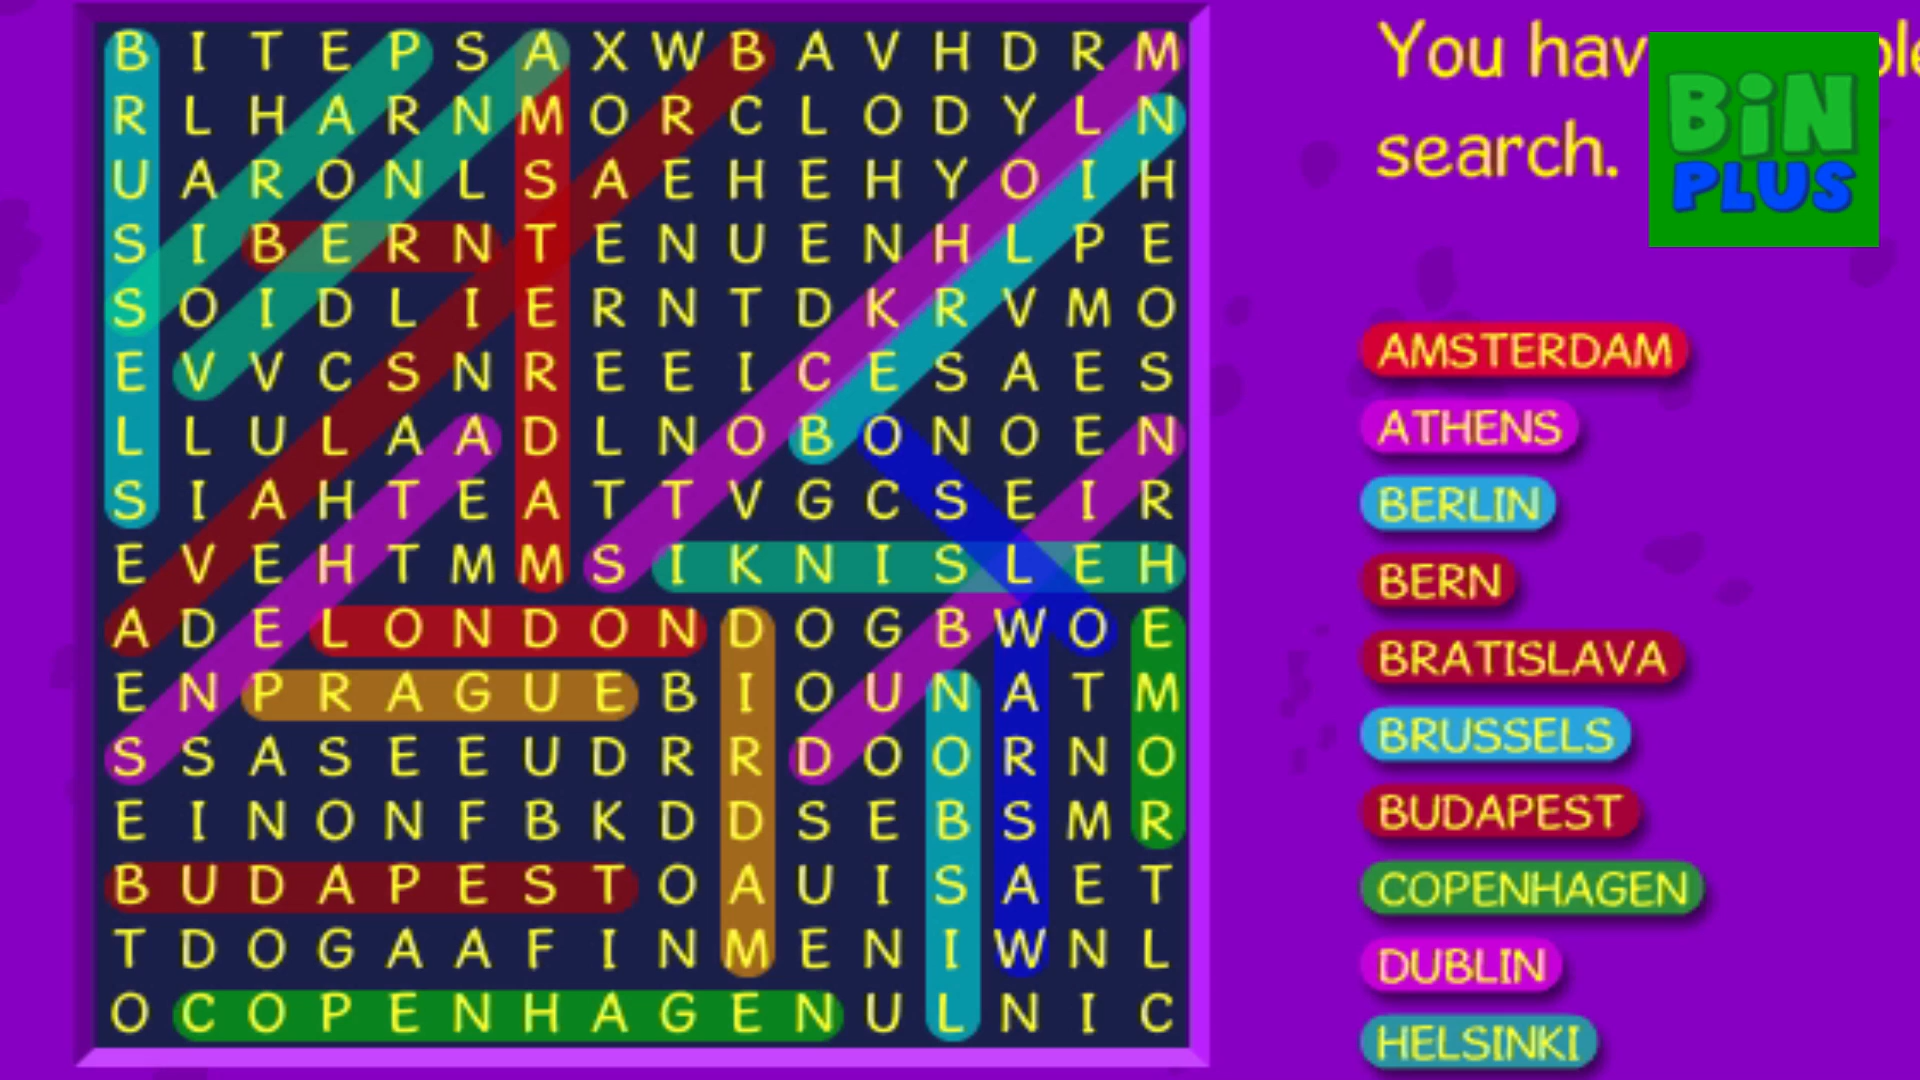 B I T E P S A X W B A V H D R M
R L H A R N M O R C L O D Y L N
U A R O N L S A E H E H Y O I H
S I B E R N T E N U E N H L P E
S O I D L I E R N T D K R V M O
E V V C S N R E E I C E S A E S
L L U L A A D L N O B O N O E N
S I A H T E A T T V G C S E I R
E V E H T M M S I K N I S L E H
A D E L O N D O N D O G B W O E
E N P R A G U E B I O U N A T M
S S A S E E U D R R D O O R N O
E I N O N F B K D D S E B S M R
B U D A P E S T O A U I S A E T
T D O G A A F I N M E N I W N L
O C O P E N H A G E N U L N I C
You hav
search.
BiN
PLUS
AMSTERDAM
ATHENS
BERLIN
BERN
BRATISLAVA
BRUSSELS
BUDAPEST
COPENHAGEN
DUBLIN
HELSINKI